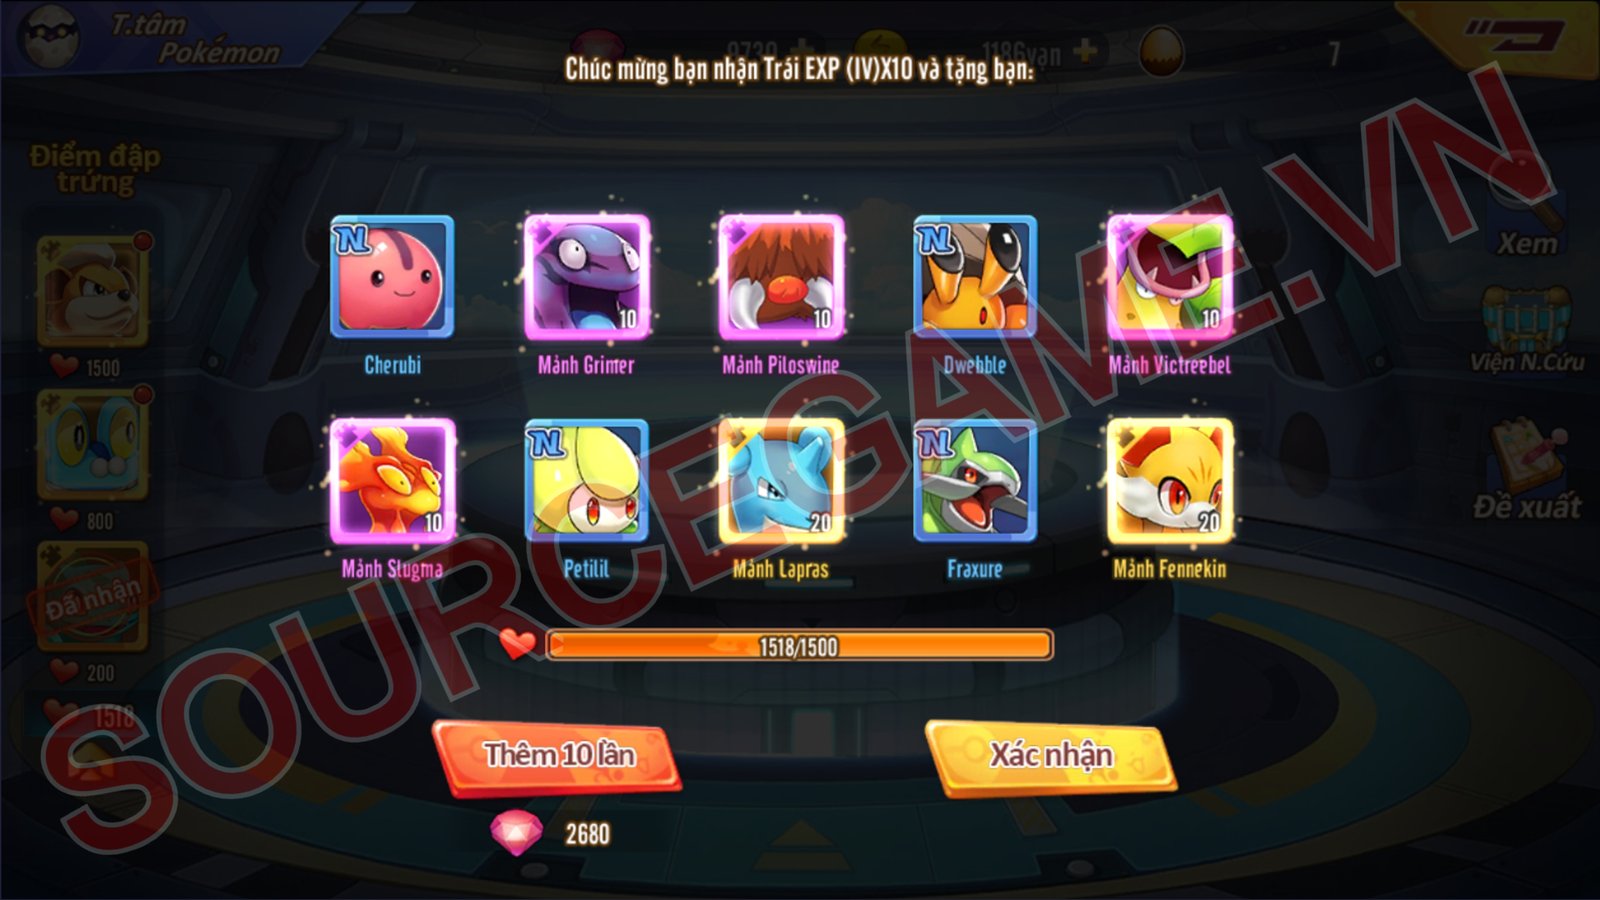 T.tâm
Pokémon
9739
1186vạn
7
Chúc mừng bạn nhận Trái EXP (IV)X10 và tặng bạn:
Điểm đập
trứng
1500
800
Đã nhận
200
1518
Xem
Viện N.Cứu
Đề xuất
N
Cherubi
10
Mảnh Grimer
10
Mảnh Piloswine
N
Dwebble
10
Mảnh Victreebel
10
Mảnh Slugma
N
Petilil
20
Mảnh Lapras
N
Fraxure
20
Mảnh Fennekin
1518/1500
Thêm 10 lần
Xác nhận
2680
SOURCEGAME.VN